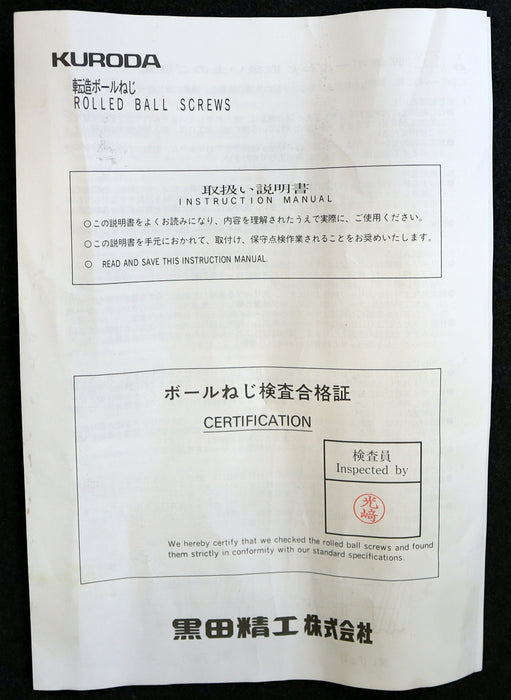 KURODA
転造ボールねじ
ROLLED BALL SCREWS
取扱い説明書
INSTRUCTION MANUAL
○この説明書をよくお読みになり、内容を理解されたうえで実際に、ご使用ください。
○この説明書を手元におかれて、取付け、保守点検作業されることをお奨めいたします。
○ READ AND SAVE THIS INSTRUCTION MANUAL.
ボールねじ検査合格証
CERTIFICATION
検査員
Inspected by
光
崎
We hereby certify that we checked the rolled ball screws and found
them strictly in conformity with our standard specifications.
黒田精工株式会社